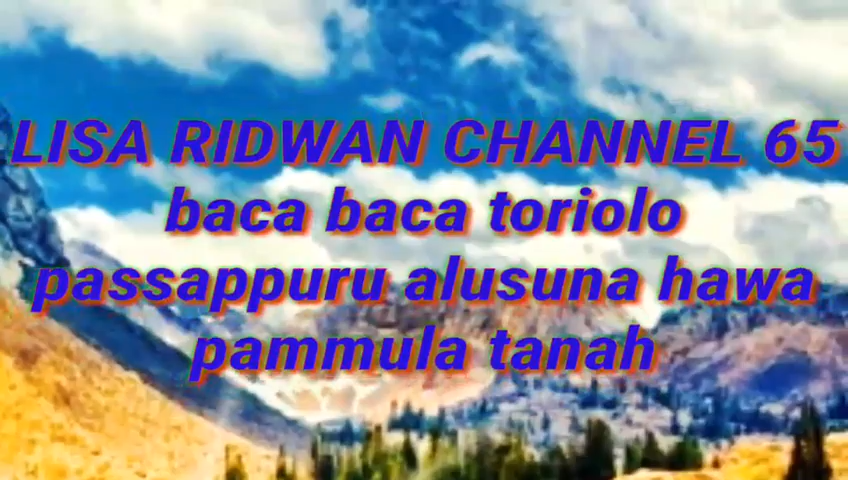 LISA RIDWAN CHANNEL 65
baca baca toriolo
passappuru alusuna hawa
pammula tanah